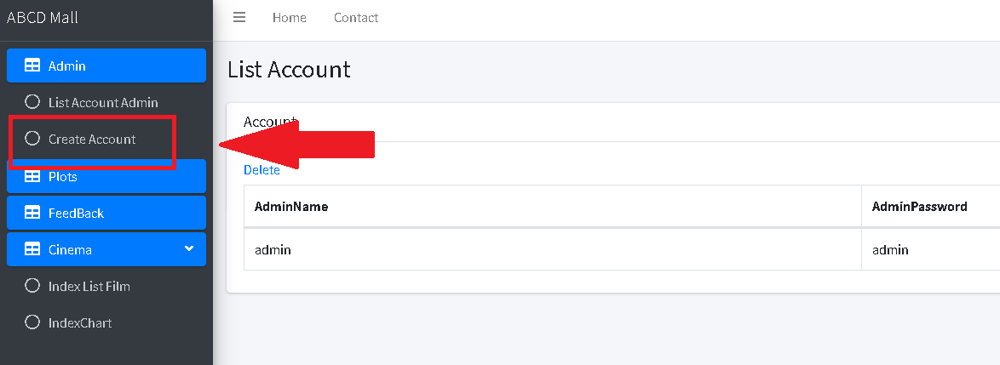 ABCD Mall
Home Contact
Admin
List Account Admin
Create Account
Plots
FeedBack
Cinema
Index List Film
IndexChart
List Account
Account
Delete
AdminName AdminPassword
admin admin